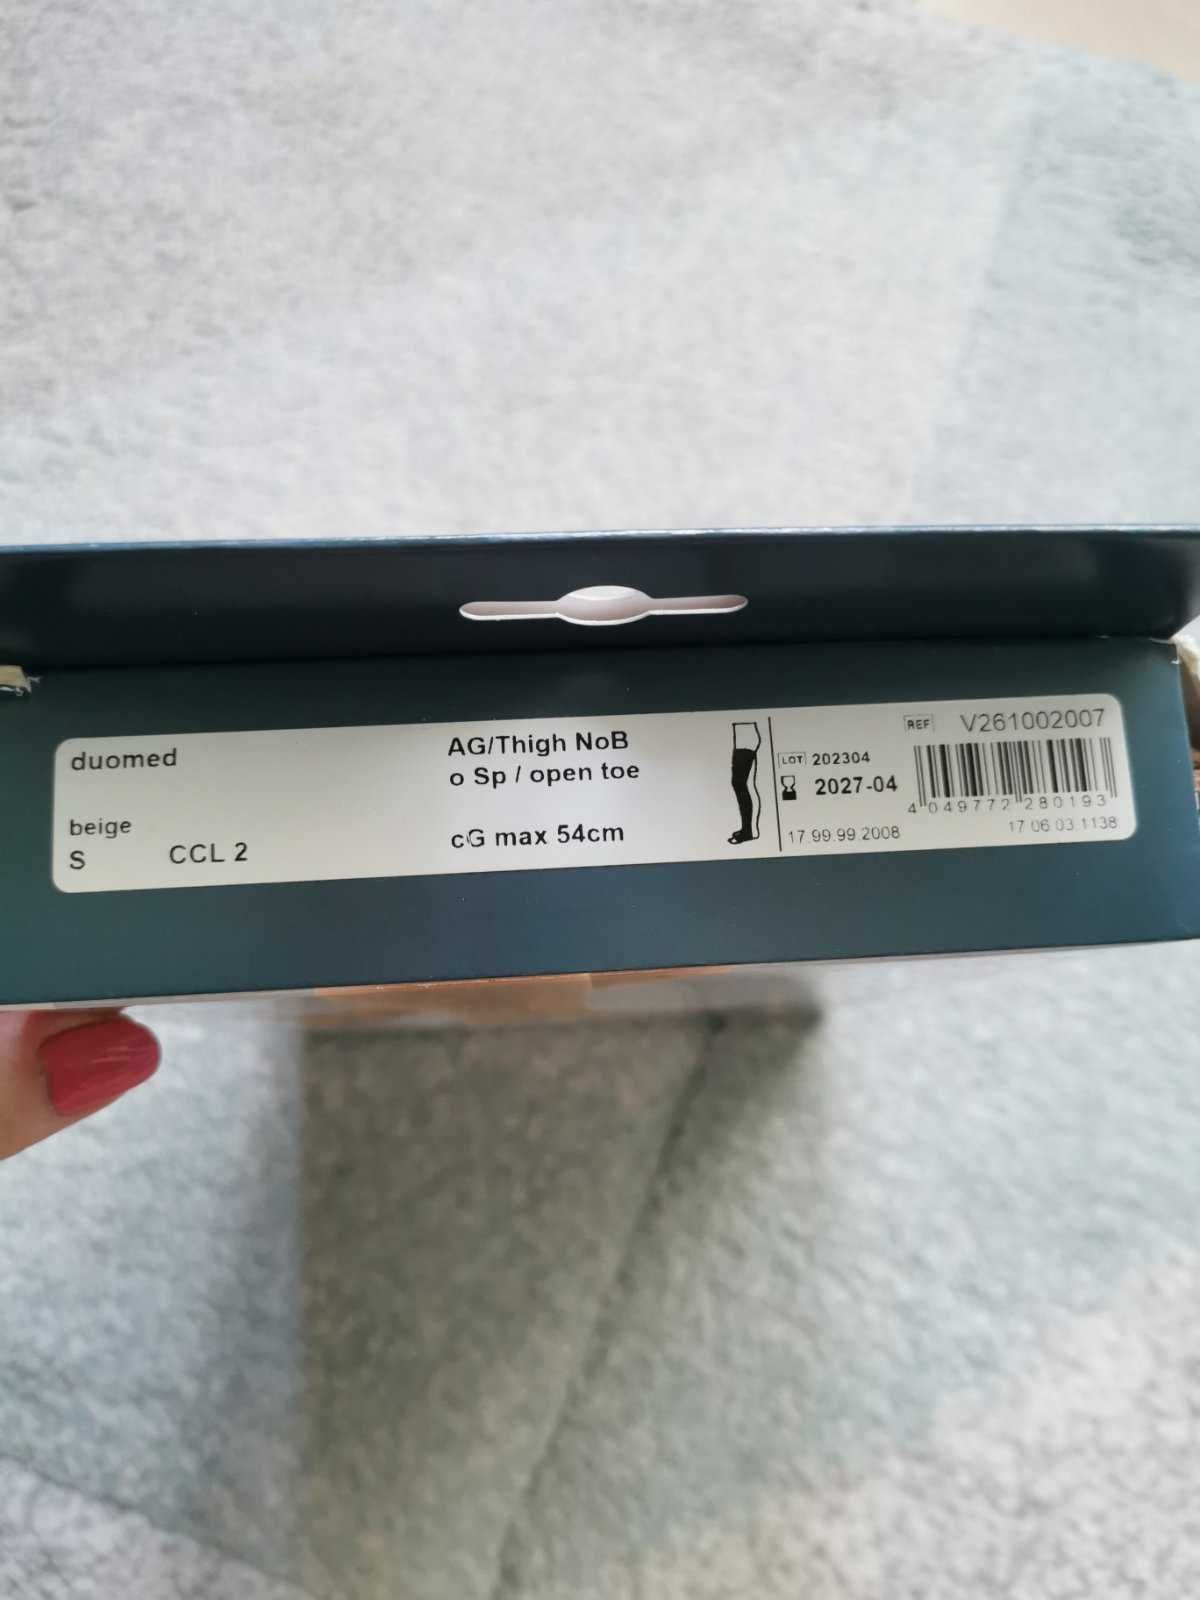 duomed
beige
S CCL 2
AG/Thigh NoB
o Sp / open toe
cG max 54cm
LOT 202304
2027-04
17.99.99.2008
REF V261002007
4 049772 280193
17.06.03.1138